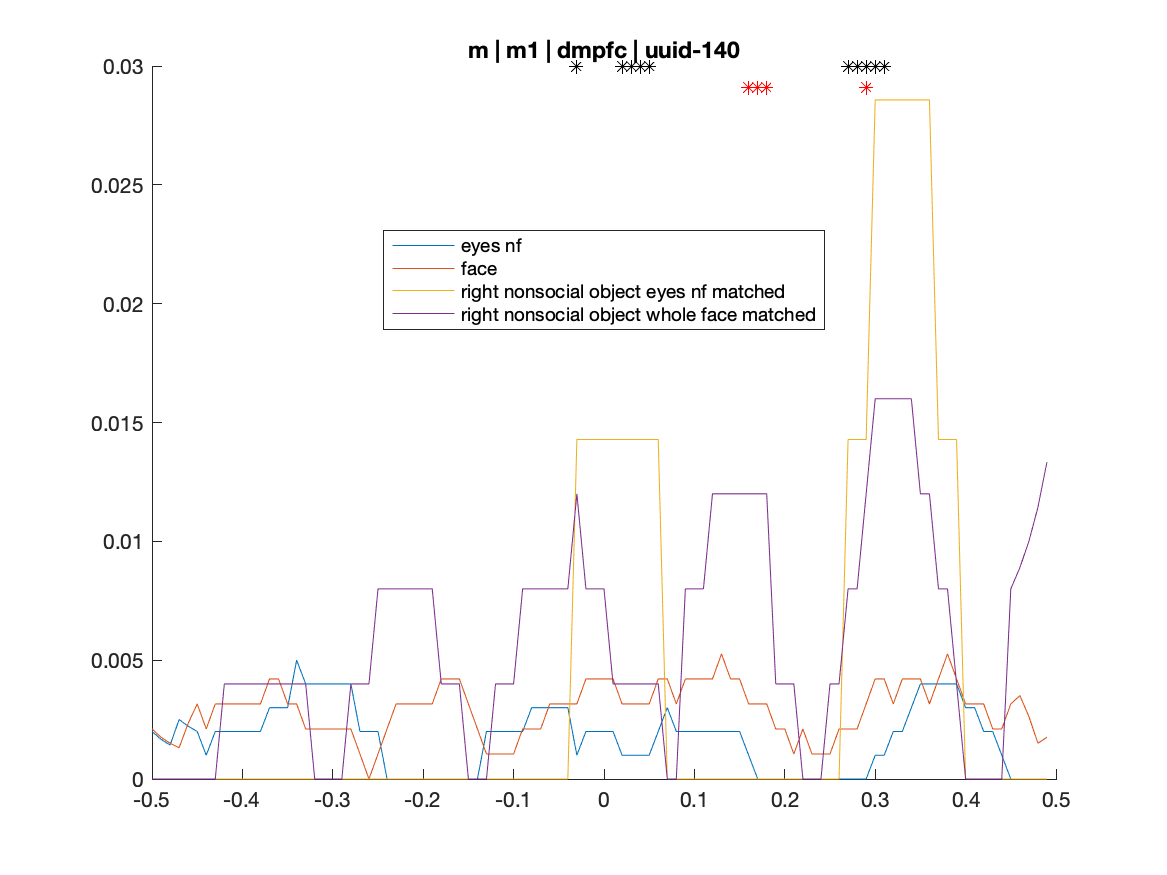 m | m1 | dmpfc | uuid-140
0.03
0.025
0.02
0.015
0.01
0.005
0
eyes nf
face
right nonsocial object eyes nf matched
right nonsocial object whole face matched
-0.5 -0.4 -0.3 -0.2 -0.1 0 0.1 0.2 0.3 0.4 0.5